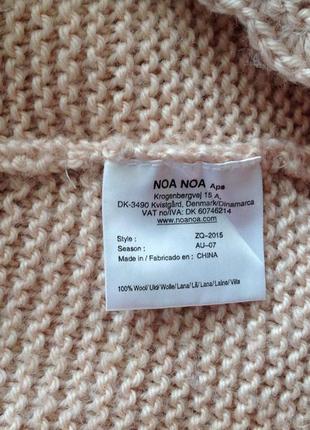 NOA NOA Aps
Krogenbergvej 15 A,
DK-3490 Kvistgård, Denmark/Dinamarca
VAT no/IVA: DK 60746214
www.noanoa.com
Style : ZQ-2015
Season : AU-07
Made in / Fabricado en : CHINA
100% Wool/Uld/Wolle/Lana/Lã/Lana/Laine/Villa